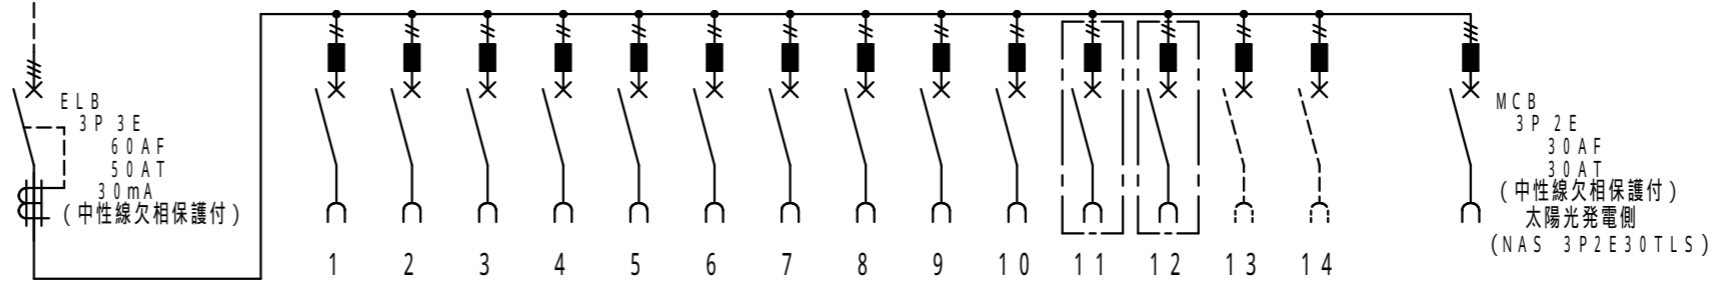 ELB
3P 3E
60AF
50AT
30mA
(中性線欠相保護付)
1 2 3 4 5 6 7 8 9 10 11 12 13 14
MCB
3P 2E
30AF
30AT
(中性線欠相保護付)
太陽光発電側
(NAS 3P2E30TLS)